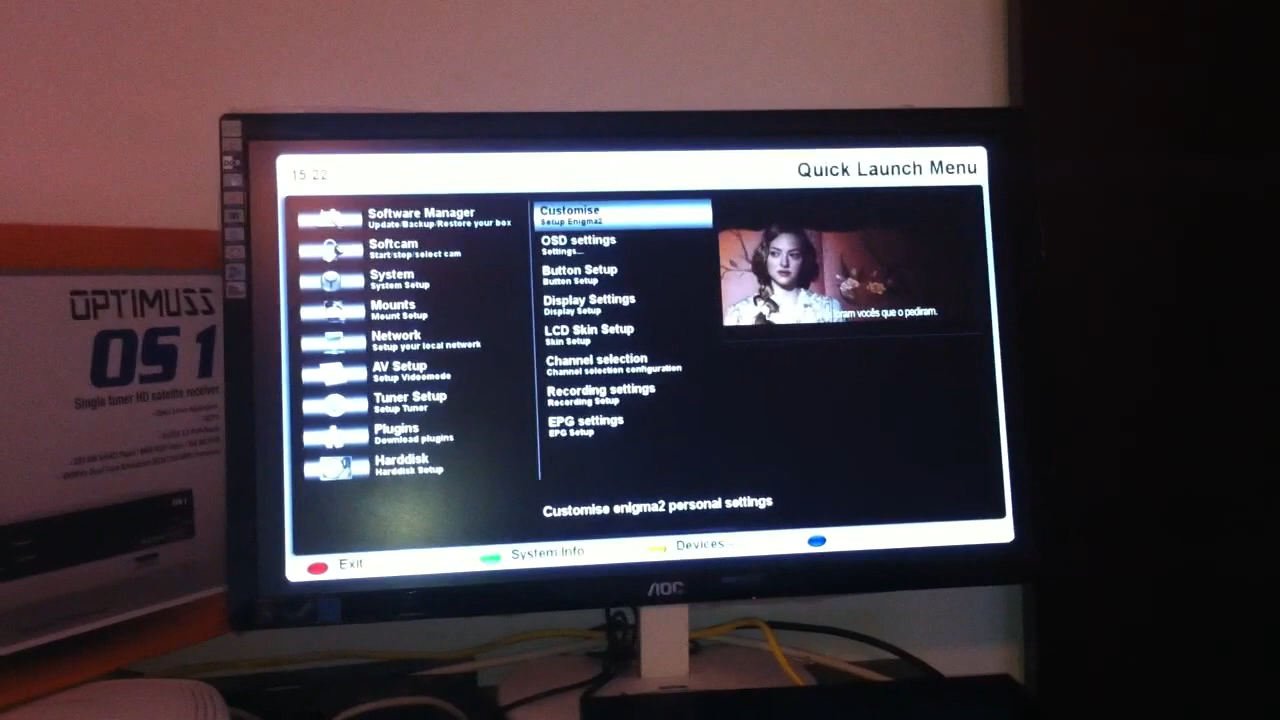 15:22
Quick Launch Menu
Software Manager
Update/Backup/Restore your box
Softcam
Start/stop/select cam
System
System Setup
Mounts
Mount Setup
Network
Setup your local network
AV Setup
Setup Videomode
Tuner Setup
Setup Tuner
Plugins
Download plugins
Harddisk
Harddisk Setup
Customise
Setup Enigma2
OSD settings
Settings...
Button Setup
Button Setup
Display Settings
Display Setup
LCD Skin Setup
Skin Setup
Channel selection
Channel selection configuration
Recording settings
Recording Setup
EPG settings
EPG Setup
vocês que o pediram.
Customise enigma2 personal settings
Exit
System Info
Devices
AOC
OPTIMUSS
OS 1
Single tuner HD satelite receiver